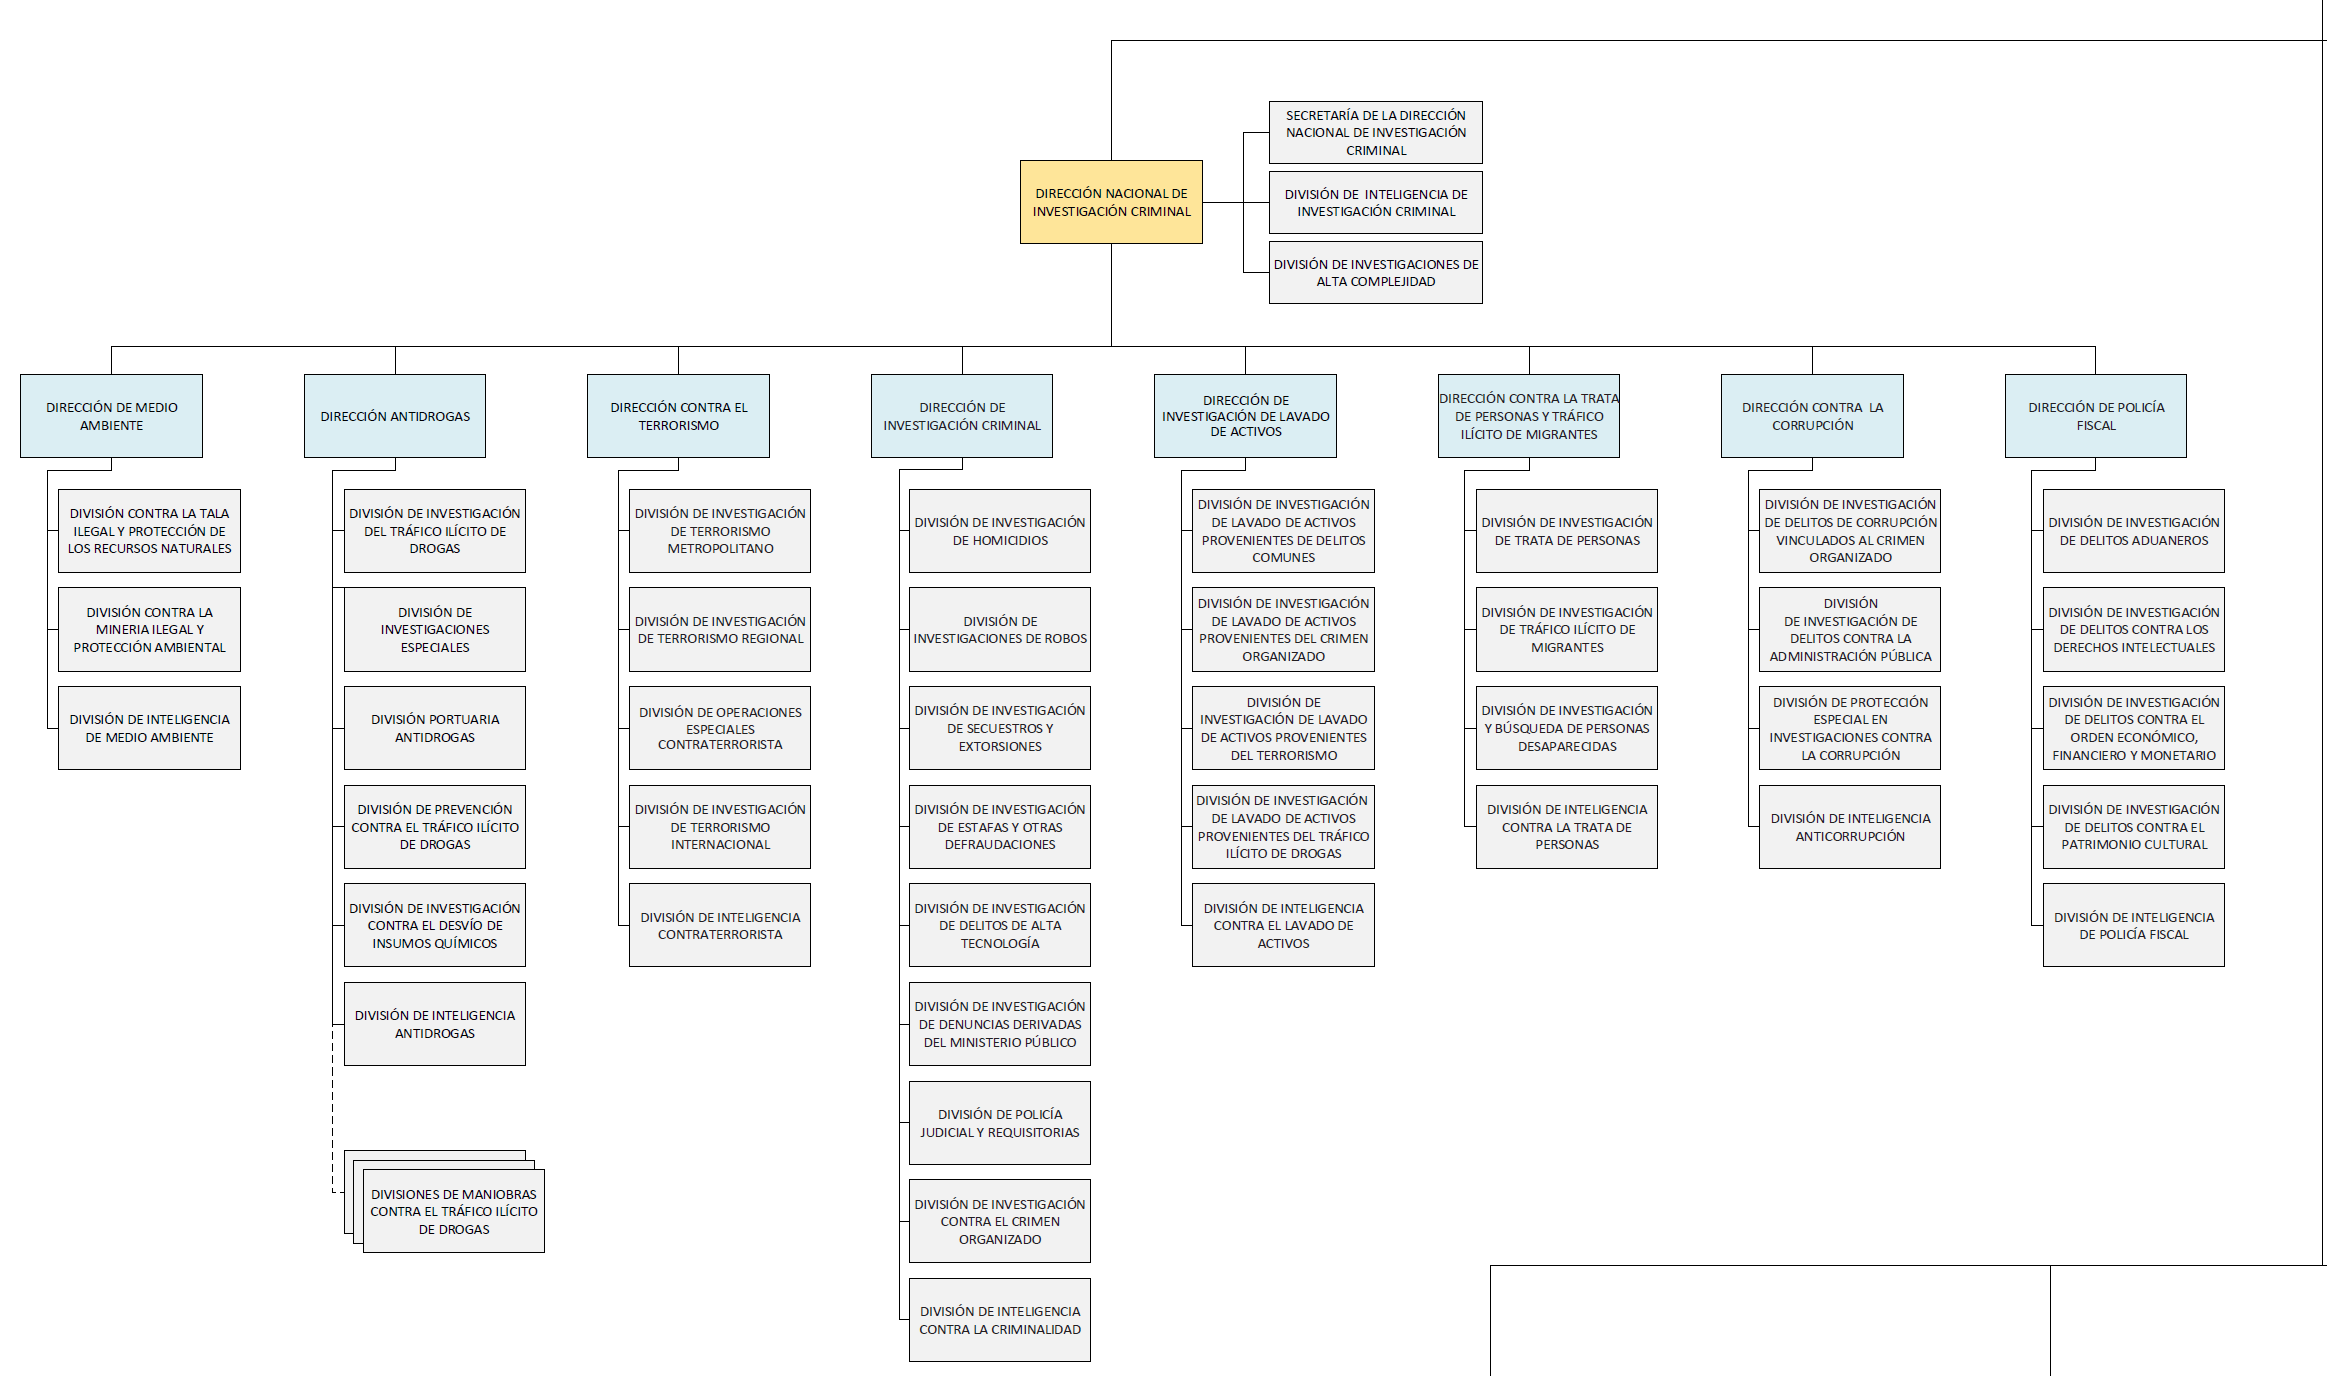 SECRETARÍA DE LA DIRECCIÓN
NACIONAL DE INVESTIGACIÓN
CRIMINAL
DIRECCIÓN NACIONAL DE
INVESTIGACIÓN CRIMINAL
DIVISIÓN DE INTELIGENCIA DE
INVESTIGACIÓN CRIMINAL
DIVISIÓN DE INVESTIGACIONES DE
ALTA COMPLEJIDAD
DIRECCIÓN DE MEDIO
AMBIENTE
DIVISIÓN CONTRA LA TALA
ILEGAL Y PROTECCIÓN DE
LOS RECURSOS NATURALES
DIVISIÓN CONTRA LA
MINERIA ILEGAL Y
PROTECCIÓN AMBIENTAL
DIVISIÓN DE INTELIGENCIA
DE MEDIO AMBIENTE
DIRECCIÓN ANTIDROGAS
DIVISIÓN DE INVESTIGACIÓN
DEL TRÁFICO ILÍCITO DE
DROGAS
DIVISIÓN DE
INVESTIGACIONES
ESPECIALES
DIVISIÓN PORTUARIA
ANTIDROGAS
DIVISIÓN DE PREVENCIÓN
CONTRA EL TRÁFICO ILÍCITO
DE DROGAS
DIVISIÓN DE INVESTIGACIÓN
CONTRA EL DESVÍO DE
INSUMOS QUÍMICOS
DIVISIÓN DE INTELIGENCIA
ANTIDROGAS
DIVISIONES DE MANIOBRAS
CONTRA EL TRÁFICO ILÍCITO
DE DROGAS
DIRECCIÓN CONTRA EL
TERRORISMO
DIVISIÓN DE INVESTIGACIÓN
DE TERRORISMO
METROPOLITANO
DIVISIÓN DE INVESTIGACIÓN
DE TERRORISMO REGIONAL
DIVISIÓN DE OPERACIONES
ESPECIALES
CONTRATERRORISTA
DIVISIÓN DE INVESTIGACIÓN
DE TERRORISMO
INTERNACIONAL
DIVISIÓN DE INTELIGENCIA
CONTRATERRORISTA
DIRECCIÓN DE
INVESTIGACIÓN CRIMINAL
DIVISIÓN DE INVESTIGACIÓN
DE HOMICIDIOS
DIVISIÓN DE
INVESTIGACIONES DE ROBOS
DIVISIÓN DE INVESTIGACIÓN
DE SECUESTROS Y
EXTORSIONES
DIVISIÓN DE INVESTIGACIÓN
DE ESTAFAS Y OTRAS
DEFRAUDACIONES
DIVISIÓN DE INVESTIGACIÓN
DE DELITOS DE ALTA
TECNOLOGÍA
DIVISIÓN DE INVESTIGACIÓN
DE DENUNCIAS DERIVADAS
DEL MINISTERIO PÚBLICO
DIVISIÓN DE POLICÍA
JUDICIAL Y REQUISITORIAS
DIVISIÓN DE INVESTIGACIÓN
CONTRA EL CRIMEN
ORGANIZADO
DIVISIÓN DE INTELIGENCIA
CONTRA LA CRIMINALIDAD
DIRECCIÓN DE
INVESTIGACIÓN DE LAVADO
DE ACTIVOS
DIVISIÓN DE INVESTIGACIÓN
DE LAVADO DE ACTIVOS
PROVENIENTES DE DELITOS
COMUNES
DIVISIÓN DE INVESTIGACIÓN
DE LAVADO DE ACTIVOS
PROVENIENTES DEL CRIMEN
ORGANIZADO
DIVISIÓN DE
INVESTIGACIÓN DE LAVADO
DE ACTIVOS PROVENIENTES
DEL TERRORISMO
DIVISIÓN DE INVESTIGACIÓN
DE LAVADO DE ACTIVOS
PROVENIENTES DEL TRÁFICO
ILÍCITO DE DROGAS
DIVISIÓN DE INTELIGENCIA
CONTRA EL LAVADO DE
ACTIVOS
DIRECCIÓN CONTRA LA TRATA
DE PERSONAS Y TRÁFICO
ILÍCITO DE MIGRANTES
DIVISIÓN DE INVESTIGACIÓN
DE TRATA DE PERSONAS
DIVISIÓN DE INVESTIGACIÓN
DE TRÁFICO ILÍCITO DE
MIGRANTES
DIVISIÓN DE INVESTIGACIÓN
Y BÚSQUEDA DE PERSONAS
DESAPARECIDAS
DIVISIÓN DE INTELIGENCIA
CONTRA LA TRATA DE
PERSONAS
DIRECCIÓN CONTRA LA
CORRUPCIÓN
DIVISIÓN DE INVESTIGACIÓN
DE DELITOS DE CORRUPCIÓN
VINCULADOS AL CRIMEN
ORGANIZADO
DIVISIÓN
DE INVESTIGACIÓN DE
DELITOS CONTRA LA
ADMINISTRACIÓN PÚBLICA
DIVISIÓN DE PROTECCIÓN
ESPECIAL EN
INVESTIGACIONES CONTRA
LA CORRUPCIÓN
DIVISIÓN DE INTELIGENCIA
ANTICORRUPCIÓN
DIRECCIÓN DE POLICÍA
FISCAL
DIVISIÓN DE INVESTIGACIÓN
DE DELITOS ADUANEROS
DIVISIÓN DE INVESTIGACIÓN
DE DELITOS CONTRA LOS
DERECHOS INTELECTUALES
DIVISIÓN DE INVESTIGACIÓN
DE DELITOS CONTRA EL
ORDEN ECONÓMICO,
FINANCIERO Y MONETARIO
DIVISIÓN DE INVESTIGACIÓN
DE DELITOS CONTRA EL
PATRIMONIO CULTURAL
DIVISIÓN DE INTELIGENCIA
DE POLICÍA FISCAL